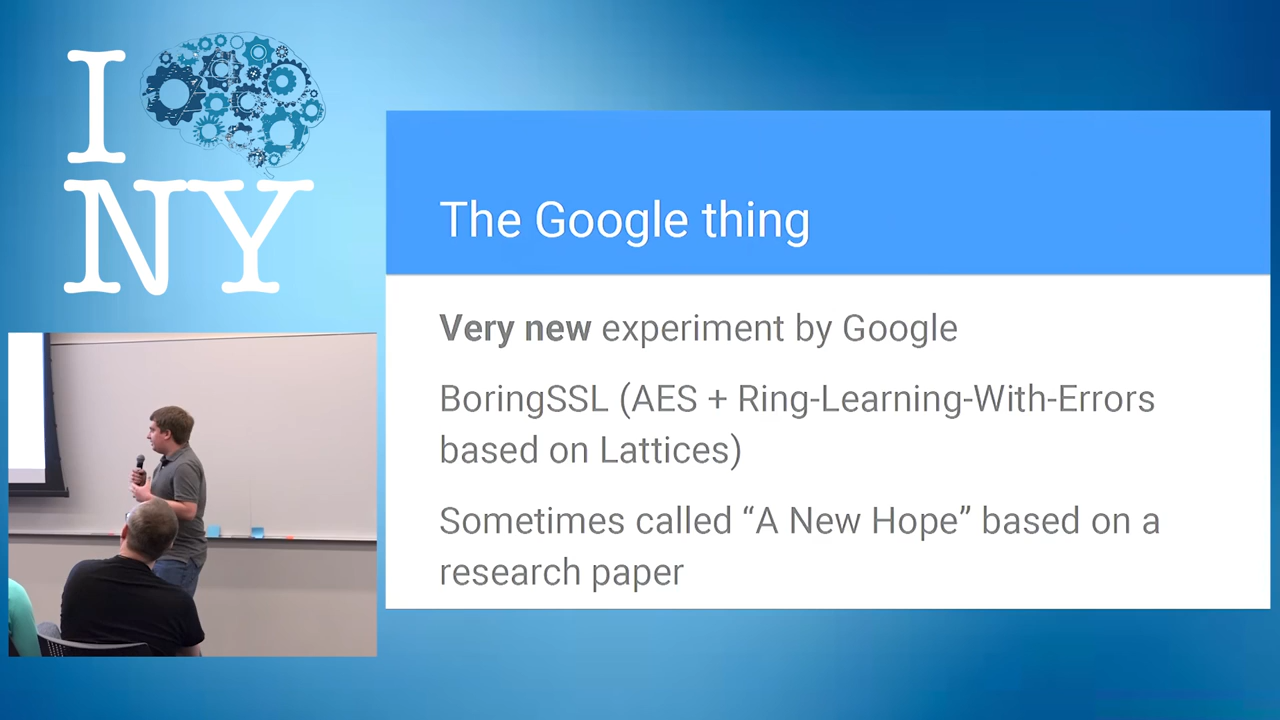 I
NY
The Google thing
Very new experiment by Google
BoringSSL (AES + Ring-Learning-With-Errors
based on Lattices)
Sometimes called “A New Hope” based on a
research paper